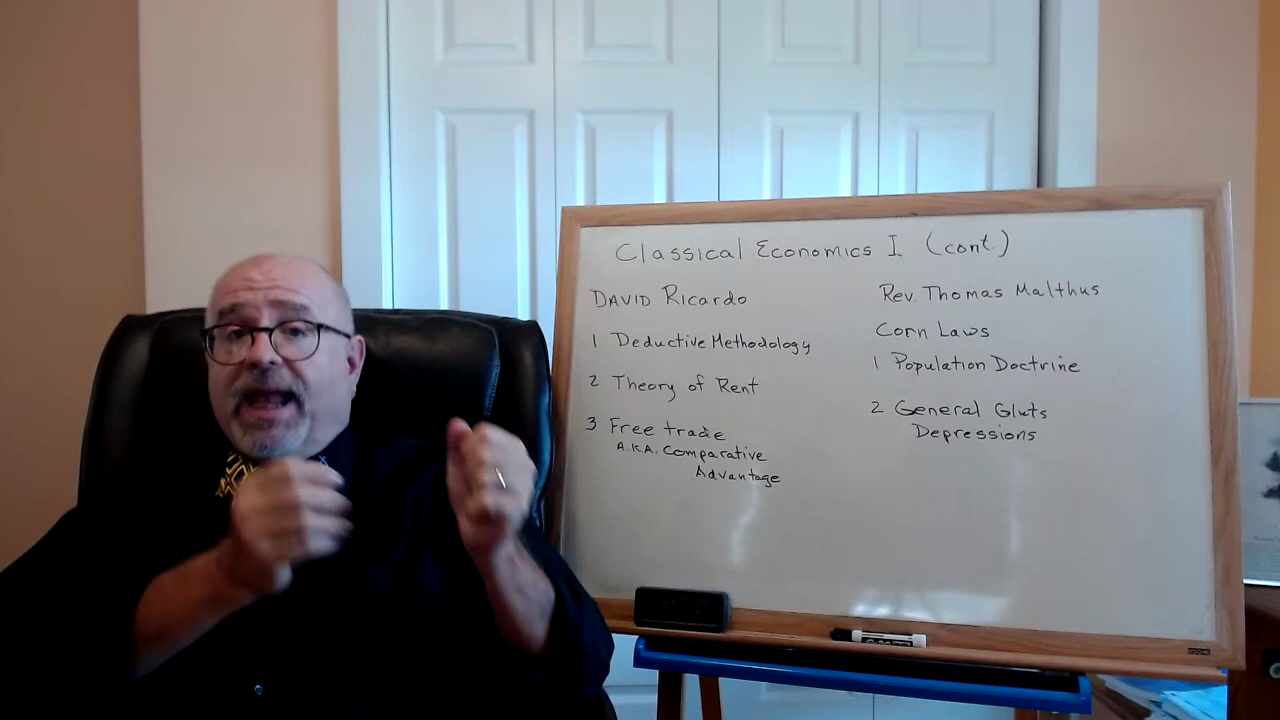 Classical Economics I (cont.)
David Ricardo
1 Deductive Methodology
2 Theory of Rent
3 Free trade
A.K.A. Comparative
Advantage
Rev. Thomas Malthus
Corn Laws
1 Population Doctrine
2 General Gluts
Depressions